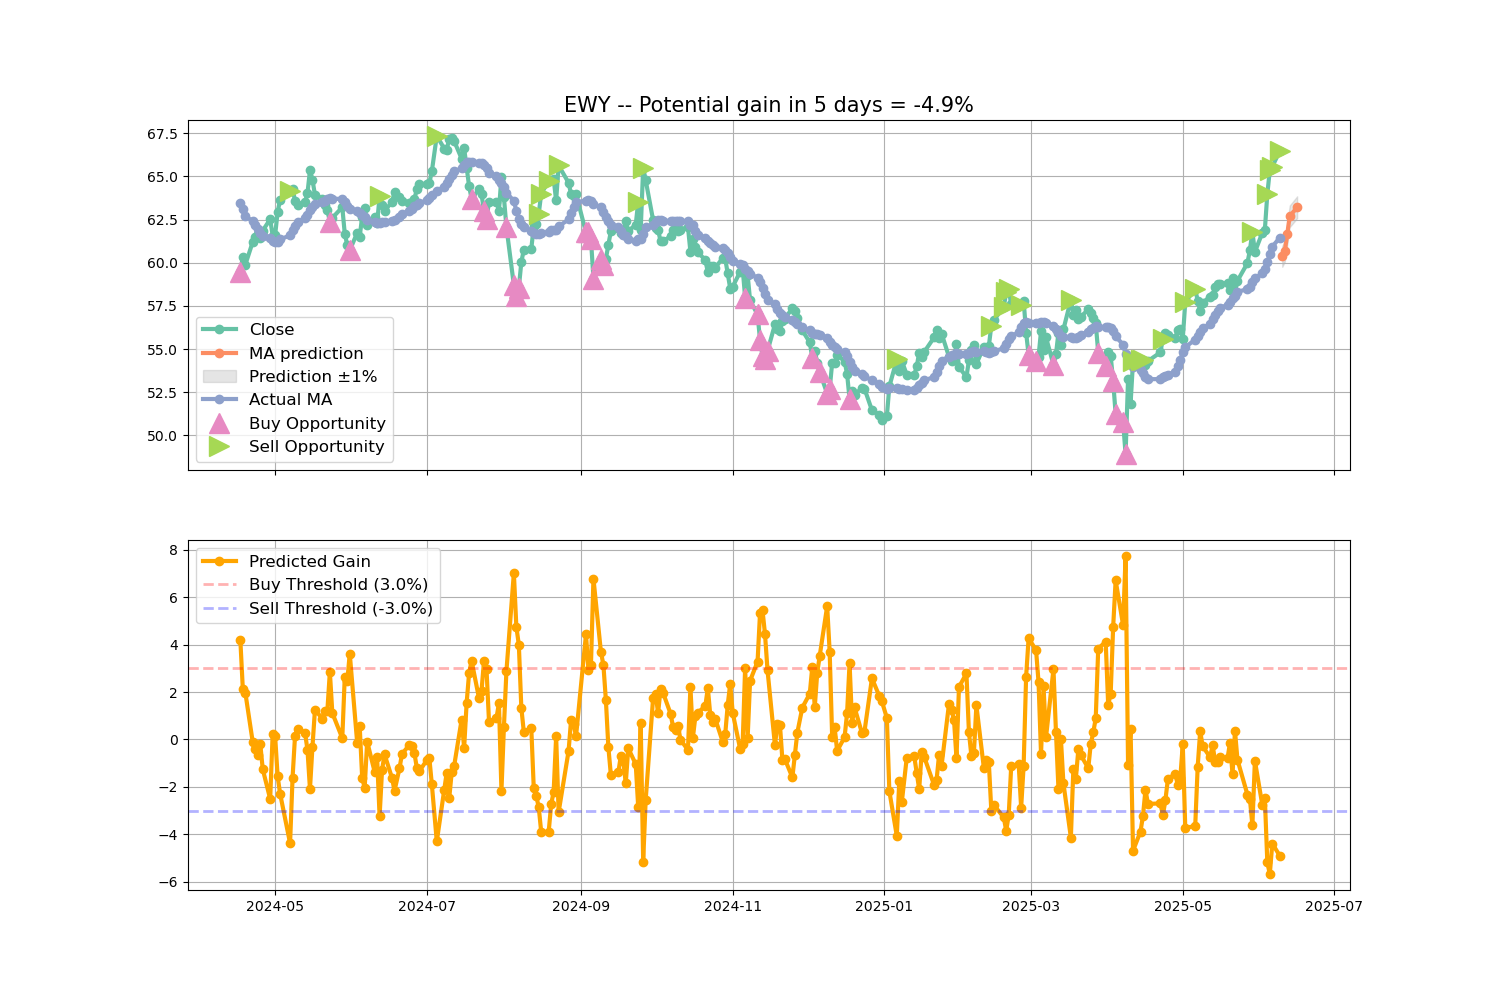 EWY -- Potential gain in 5 days = -4.9%
67.5
65.0
62.5
60.0
57.5
55.0
52.5
50.0
Close
MA prediction
Prediction ±1%
Actual MA
Buy Opportunity
Sell Opportunity
8
6
4
2
0
−2
−4
−6
Predicted Gain
Buy Threshold (3.0%)
Sell Threshold (-3.0%)
2024-05 2024-07 2024-09 2024-11 2025-01 2025-03 2025-05 2025-07